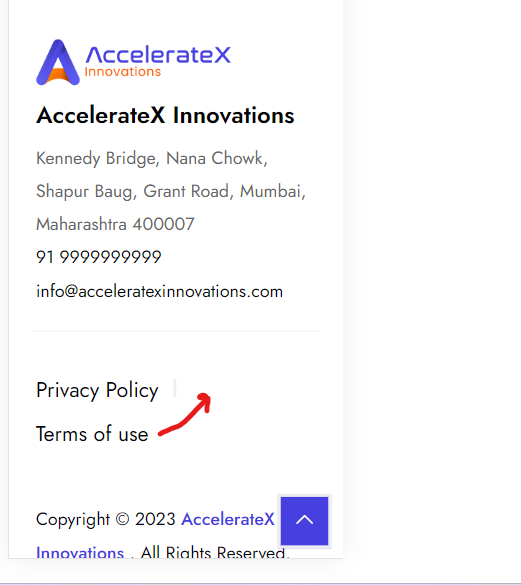 AccelerateX
Innovations
AccelerateX Innovations
Kennedy Bridge, Nana Chowk,
Shapur Baug, Grant Road, Mumbai,
Maharashtra 400007
91 9999999999
info@acceleratexinnovations.com
Privacy Policy |
Terms of use
Copyright © 2023 AccelerateX
Innovations . All Rights Reserved.